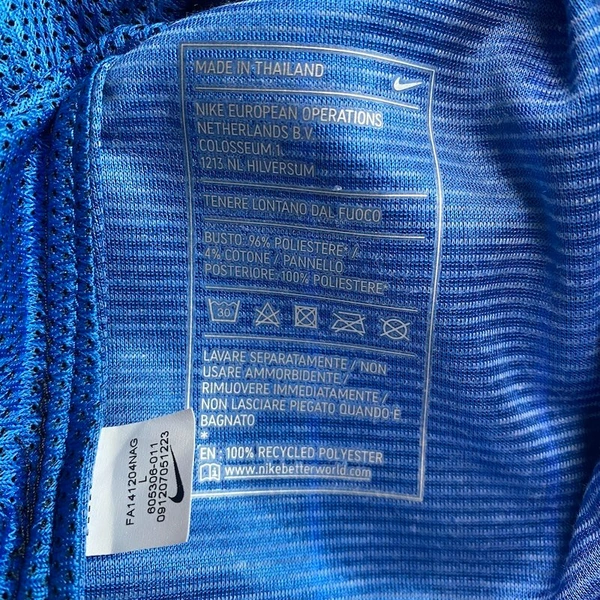 MADE IN THAILAND
NIKE EUROPEAN OPERATIONS
NETHERLANDS B.V.
COLOSSEUM 1,
1213 NL HILVERSUM
TENERE LONTANO DAL FUOCO
BUSTO: 96% POLIESTERE* /
4% COTONE / PANNELLO
POSTERIORE: 100% POLIESTERE*
30
LAVARE SEPARATAMENTE / NON
USARE AMMORBIDENTE /
RIMUOVERE IMMEDIATAMENTE /
NON LASCIARE PIEGATO QUANDO È
BAGNATO
*
EN : 100% RECYCLED POLYESTER
www.nikebetterworld.com
FA141204NAG
L
605306-011
091207051223